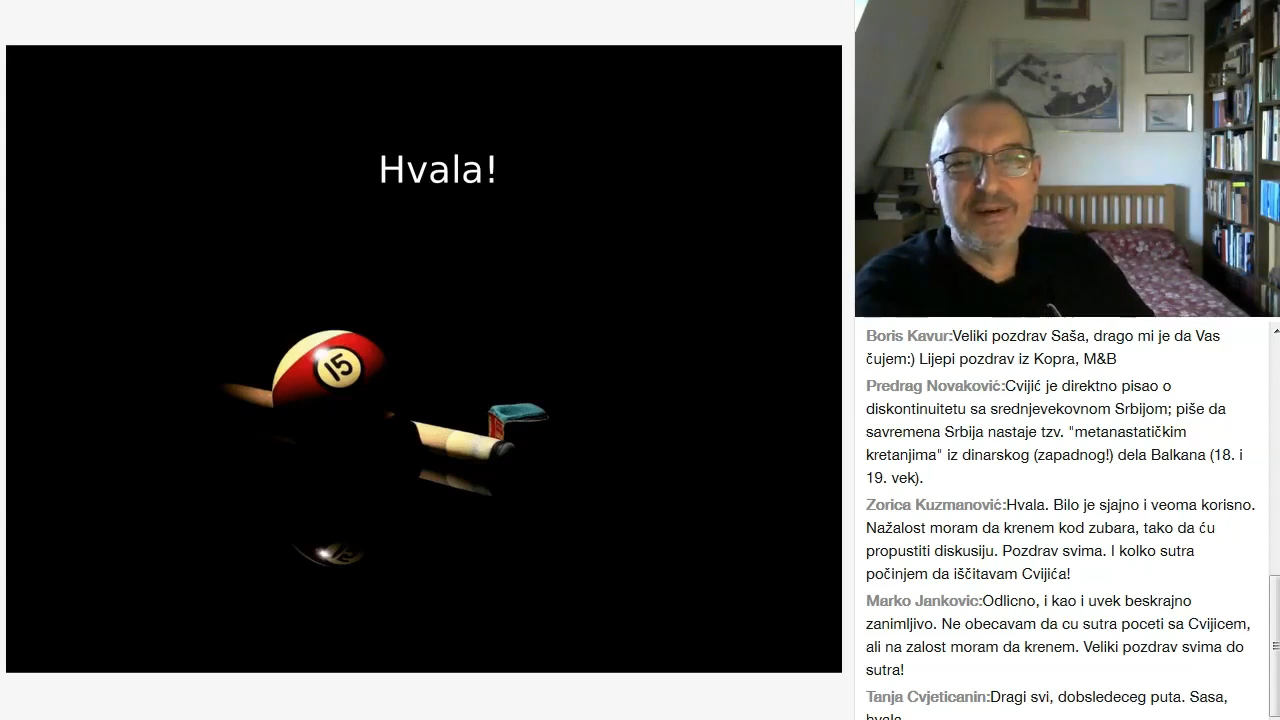 Hvala!
15
Boris Kavur:Veliki pozdrav Saša, drago mi je da Vas
čujem:) Lijepi pozdrav iz Kopra, M&B
Predrag Novaković:Cvijić je direktno pisao o
diskontinuitetu sa srednjevekovnom Srbijom; piše da
savremena Srbija nastaje tzv. "metanastatičkim
kretanjima" iz dinarskog (zapadnog!) dela Balkana (18. i
19. vek).
Zorica Kuzmanović:Hvala. Bilo je sjajno i veoma korisno.
Nažalost moram da krenem kod zubara, tako da ću
propustiti diskusiju. Pozdrav svima. I kolko sutra
počinjem da iščitavam Cvijića!
Marko Jankovic:Odlicno, i kao i uvek beskrajno
zanimljivo. Ne obecavam da cu sutra poceti sa Cvijicem,
ali na zalost moram da krenem. Veliki pozdrav svima do
sutra!
Tanja Cvjeticanin:Dragi svi, dobsledeceg puta. Sasa,
hvala